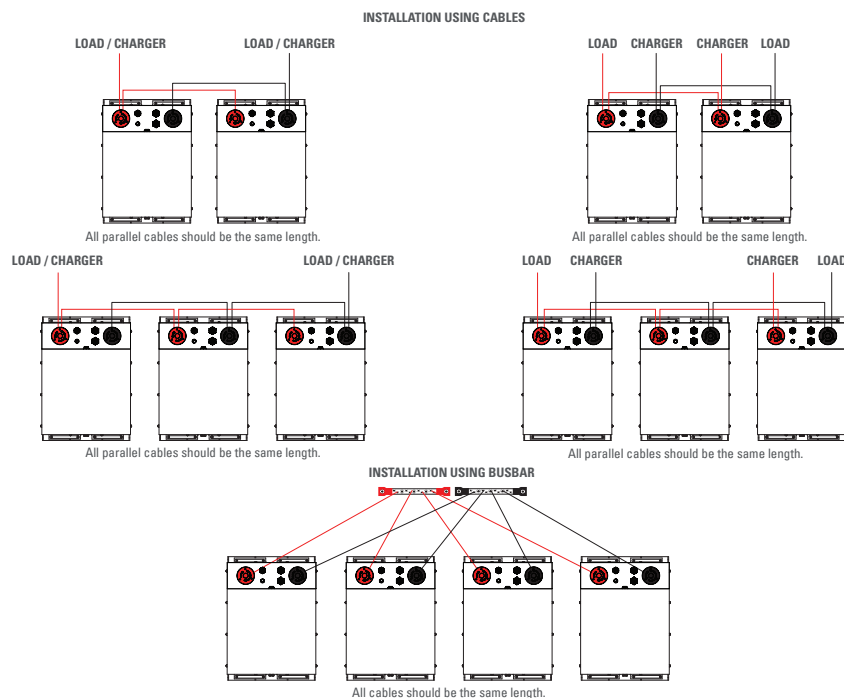 INSTALLATION USING CABLES
LOAD / CHARGER LOAD / CHARGER LOAD CHARGER CHARGER LOAD
All parallel cables should be the same length. All parallel cables should be the same length.
LOAD / CHARGER LOAD / CHARGER LOAD CHARGER CHARGER LOAD
All parallel cables should be the same length. All parallel cables should be the same length.
INSTALLATION USING BUSBAR
All cables should be the same length.